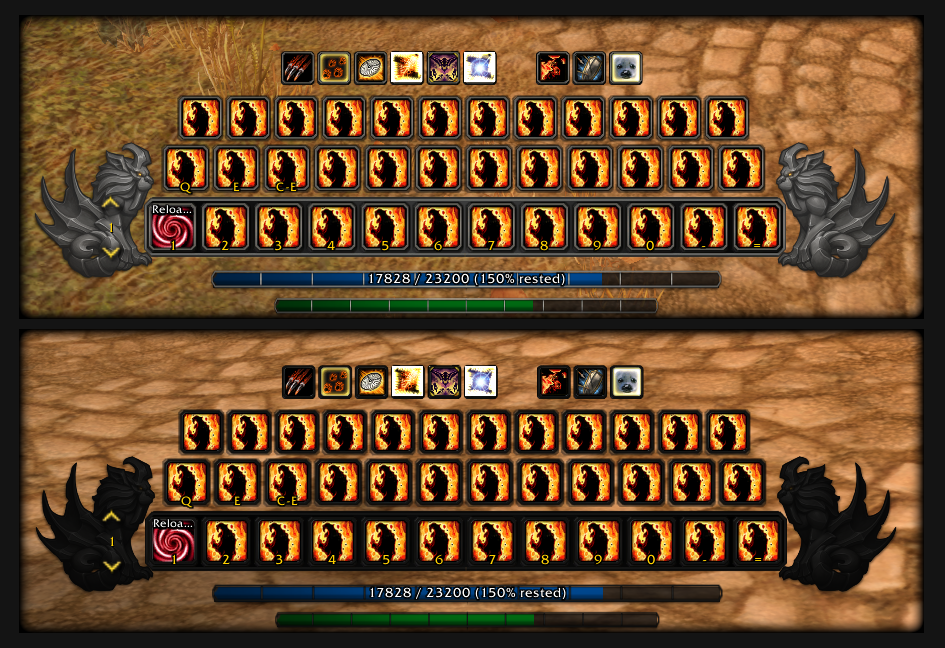 Q E C-E
1
Reloa...
1 2 3 4 5 6 7 8 9 0 - =
17828 / 23200 (150% rested)
Q E C-E
Reloa...
1
1 2 3 4 5 6 7 8 9 0 - =
17828 / 23200 (150% rested)